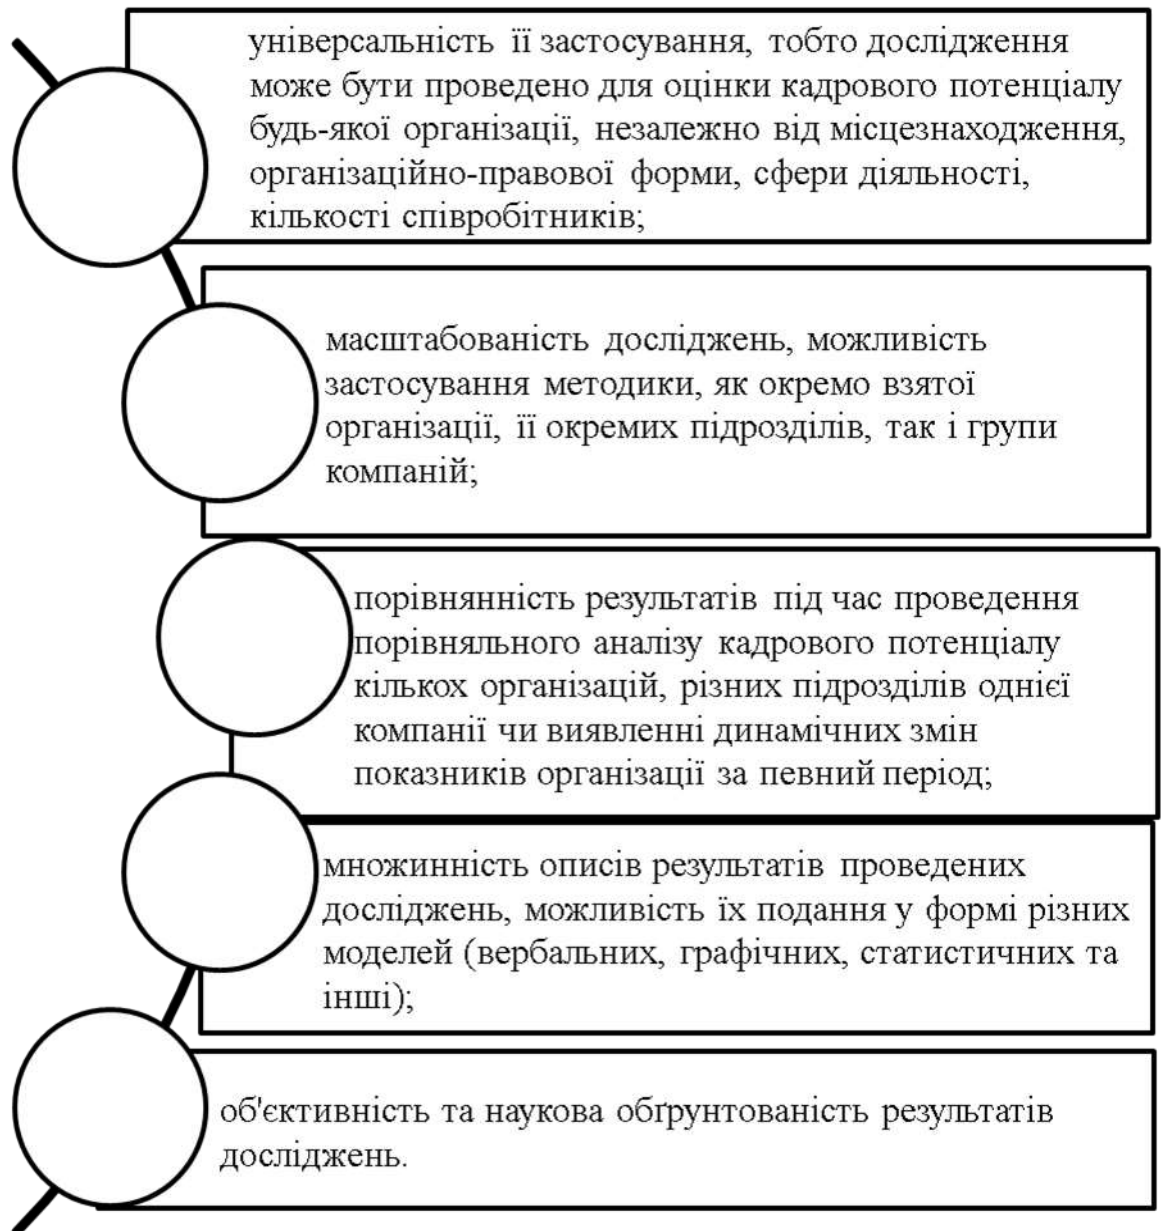 універсальність її застосування, тобто дослідження
може бути проведено для оцінки кадрового потенціалу
будь-якої організації, незалежно від місцезнаходження,
організаційно-правової форми, сфери діяльності,
кількості співробітників;
масштабованість досліджень, можливість
застосування методики, як окремо взятої
організації, її окремих підрозділів, так і групи
компаній;
порівнянність результатів під час проведення
порівняльного аналізу кадрового потенціалу
кількох організацій, різних підрозділів однієї
компанії чи виявленні динамічних змін
показників організації за певний період;
множинність описів результатів проведених
досліджень, можливість їх подання у формі різних
моделей (вербальних, графічних, статистичних та
інші);
об'єктивність та наукова обґрунтованість результатів
досліджень.